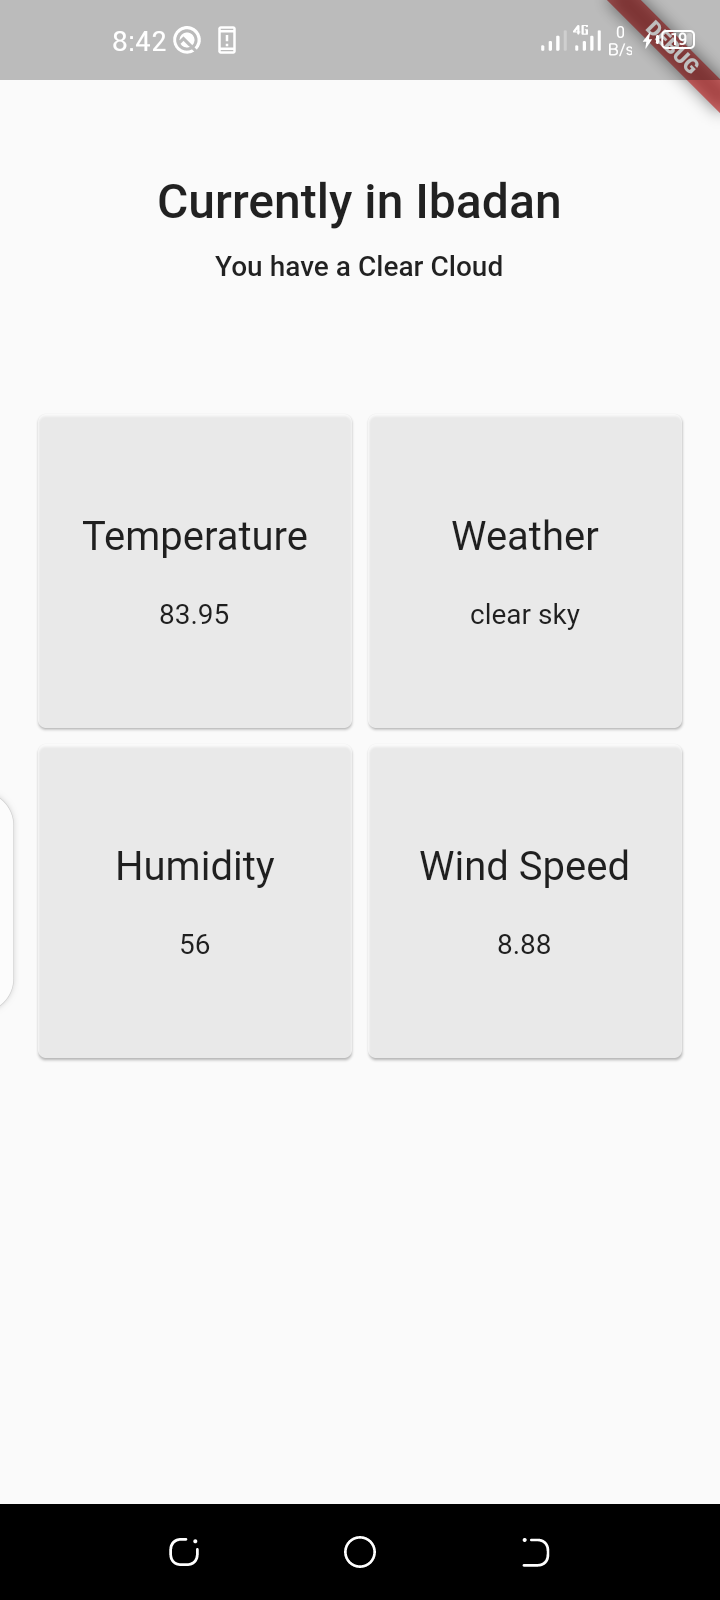 8:42
4G
0
B/s
19
DEBUG
Currently in Ibadan
You have a Clear Cloud
Temperature
83.95
Weather
clear sky
Humidity
56
Wind Speed
8.88